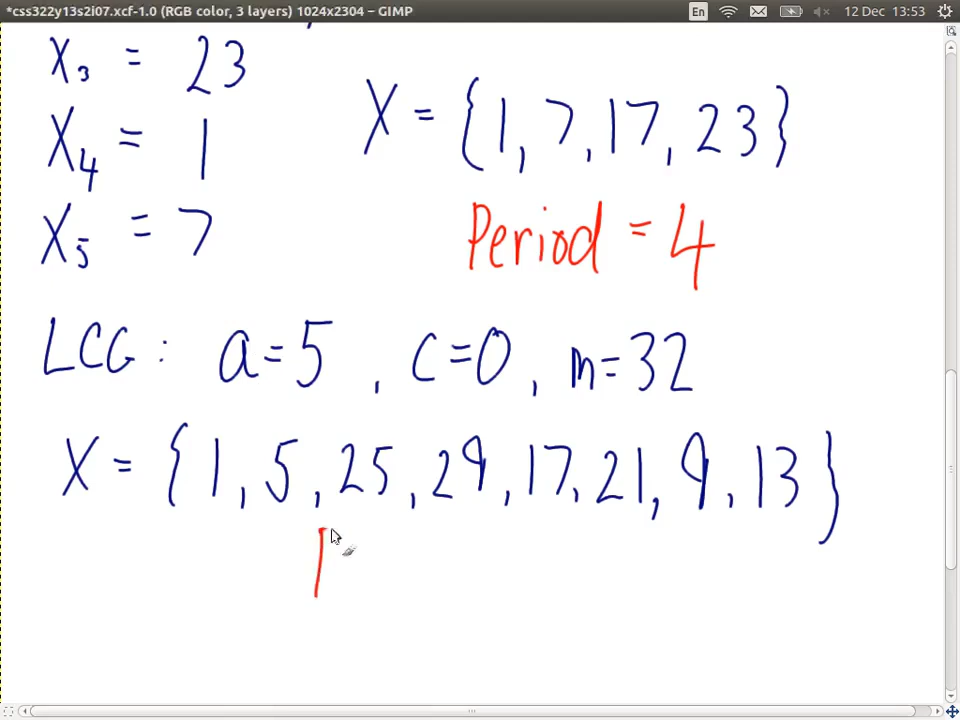 *css322y13s2i07.xcf-1.0 (RGB color, 3 layers) 1024x2304 – GIMP
En
12 Dec 13:53
X3 = 23
X4 = 1
X5 = 7
X = {1, 7, 17, 23}
Period = 4
LCG : a=5 , c=0 , m=32
X = {1, 5, 25, 29, 17, 21, 9, 13}